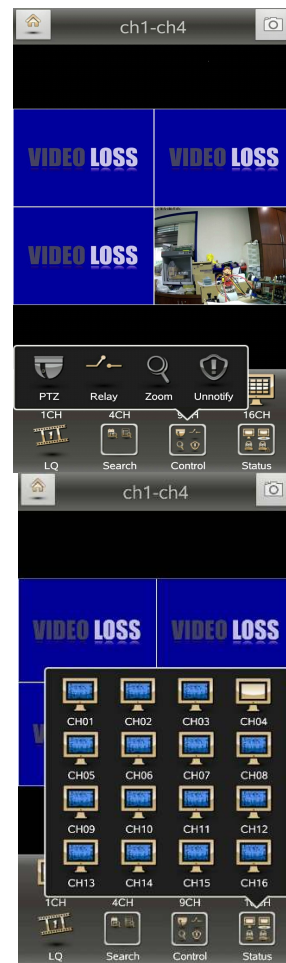 ch1-ch4
VIDEO LOSS VIDEO LOSS
VIDEO LOSS
PTZ Relay Zoom Unnotify
1CH 4CH 9CH 16CH
LQ Search Control Status
ch1-ch4
VIDEO LOSS VIDEO LOSS
CH01 CH02 CH03 CH04
CH05 CH06 CH07 CH08
CH09 CH10 CH11 CH12
CH13 CH14 CH15 CH16
1CH 4CH 9CH
LQ Search Control Status